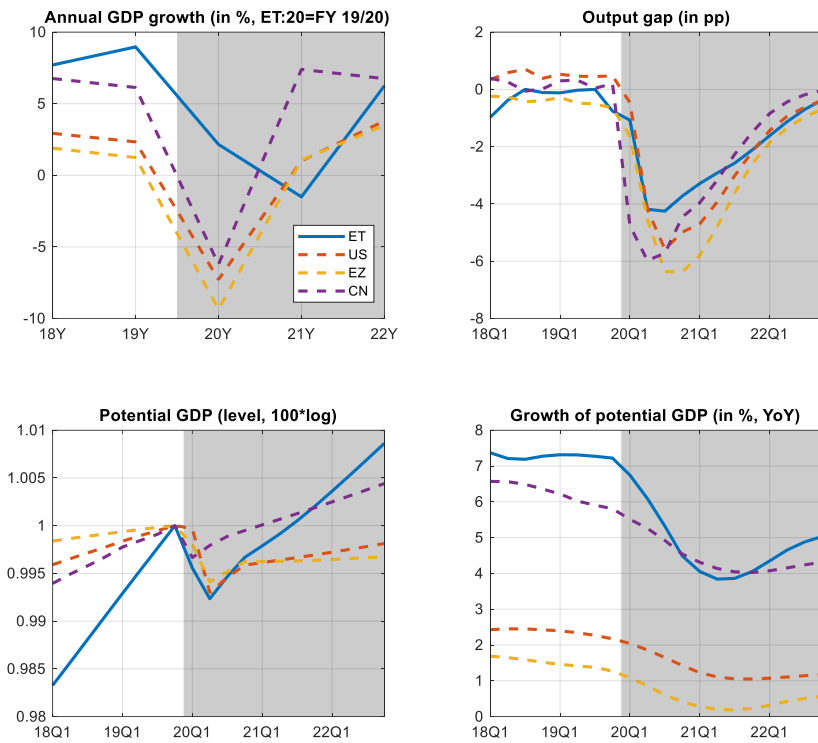 Annual GDP growth (in %, ET:20=FY 19/20)
10
5
0
-5
-10
18Y 19Y 20Y 21Y 22Y
ET
US
EZ
CN
Output gap (in pp)
2
0
-2
-4
-6
-8
18Q1 19Q1 20Q1 21Q1 22Q1
Potential GDP (level, 100*log)
1.01
1.005
1
0.995
0.99
0.985
0.98
18Q1 19Q1 20Q1 21Q1 22Q1
Growth of potential GDP (in %, YoY)
8
7
6
5
4
3
2
1
0
18Q1 19Q1 20Q1 21Q1 22Q1